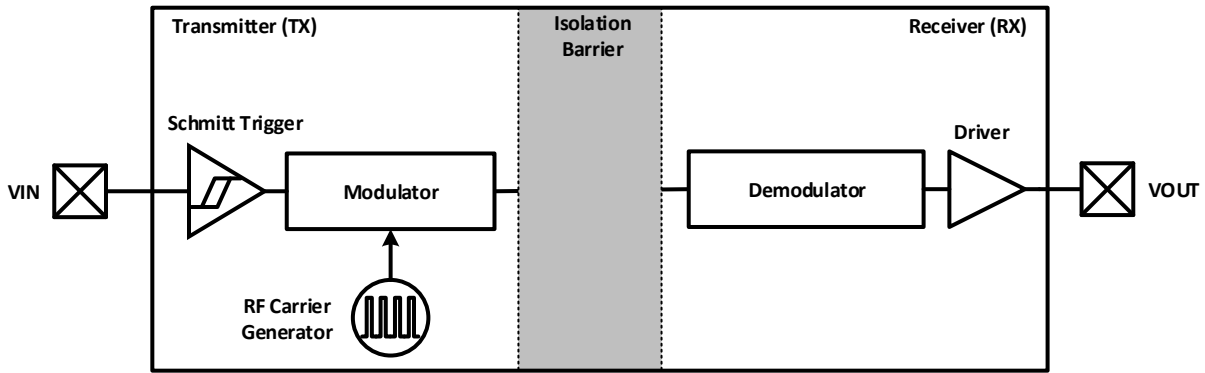 Transmitter (TX)
Isolation
Barrier
Receiver (RX)
Schmitt Trigger
Driver
VIN
Modulator
Demodulator
VOUT
RF Carrier
Generator